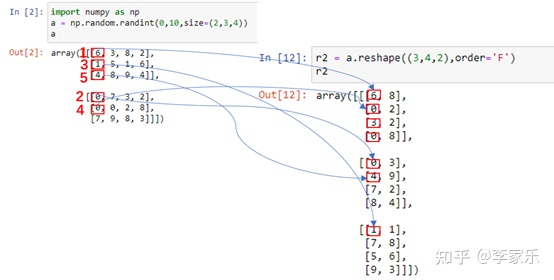 In [2]: import numpy as np
a = np.random.randint(0,10,size=(2,3,4))
a
Out[2]: array([[[6, 3, 8, 2],
[1, 5, 1, 6],
[4, 8, 9, 4]],
[[0, 7, 3, 2],
[0, 0, 2, 8],
[7, 9, 8, 3]]])
1
3
5
2
4
In [12]: r2 = a.reshape((3,4,2),order='F')
r2
Out[12]: array([[[6, 8],
[0, 2],
[3, 2],
[0, 8]],
[[0, 3],
[4, 9],
[7, 2],
[8, 4]],
[[1, 1],
[7, 8],
[5, 6],
[9, 3]]])
知乎 @李家乐